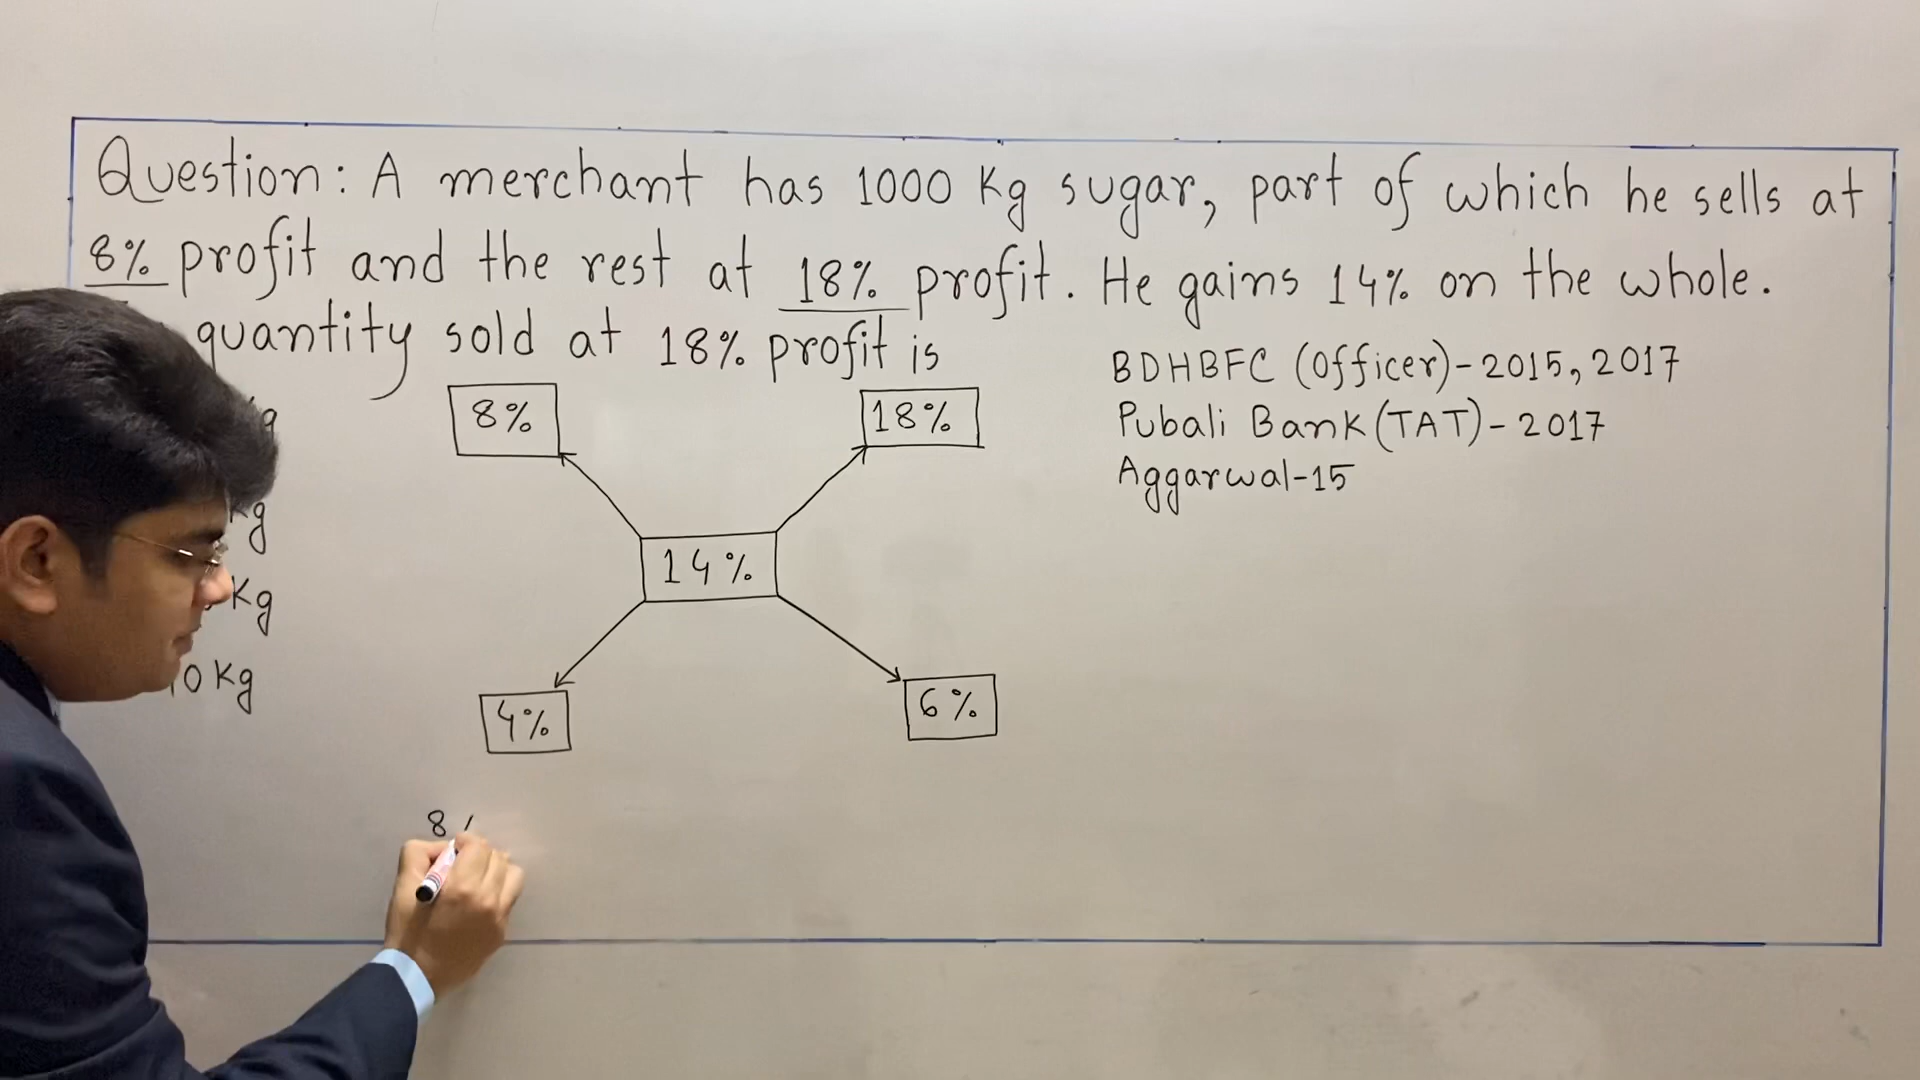 Question: A merchant has 1000 Kg sugar, part of which he sells at
8% profit and the rest at 18% profit. He gains 14% on the whole.
quantity sold at 18% profit is
BDHBFC (Officer)-2015, 2017
Pubali Bank (TAT)-2017
Aggarwal-15
8%
18%
14%
4%
6%
Kg
Kg
0 Kg
8